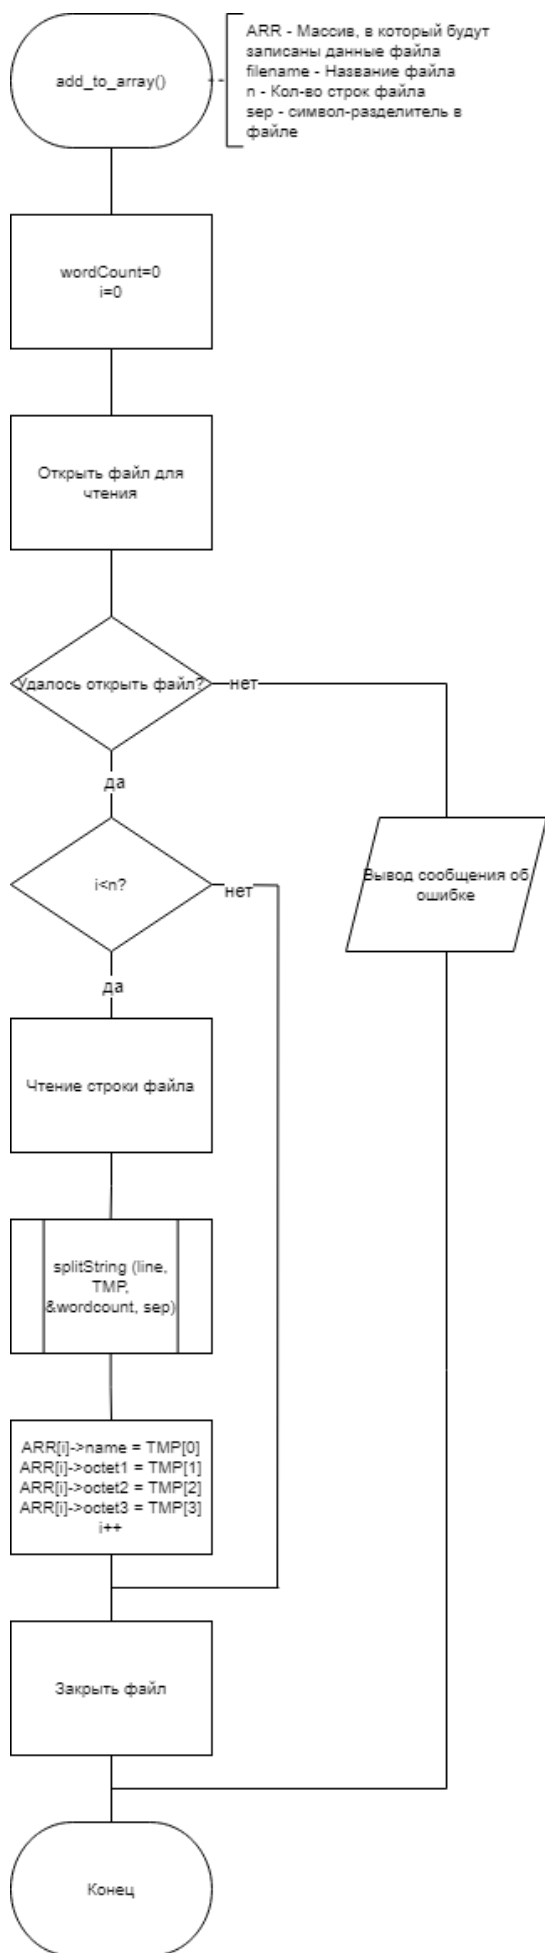 add_to_array()
ARR - Массив, в который будут
записаны данные файла
filename - Название файла
n - Кол-во строк файла
sep - символ-разделитель в
файле
wordCount=0
i=0
Открыть файл для
чтения
Удалось открыть файл?
нет
да
i<n?
нет
Вывод сообщения об
ошибке
да
Чтение строки файла
splitString (line,
TMP,
&wordcount, sep)
ARR[i]->name = TMP[0]
ARR[i]->octet1 = TMP[1]
ARR[i]->octet2 = TMP[2]
ARR[i]->octet3 = TMP[3]
i++
Закрыть файл
Конец